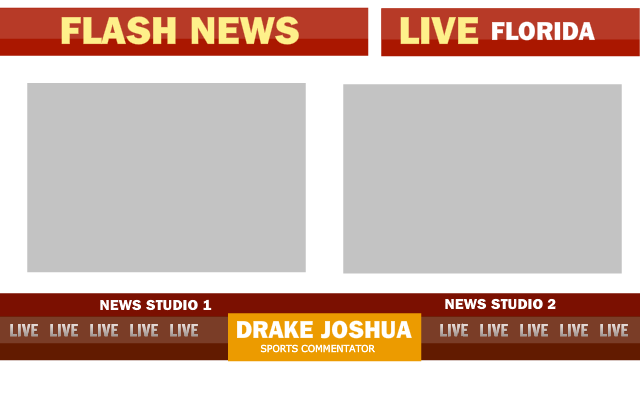 FLASH NEWS
LIVE FLORIDA
NEWS STUDIO 1
NEWS STUDIO 2
LIVE LIVE LIVE LIVE LIVE
DRAKE JOSHUA
SPORTS COMMENTATOR
LIVE LIVE LIVE LIVE LIVE